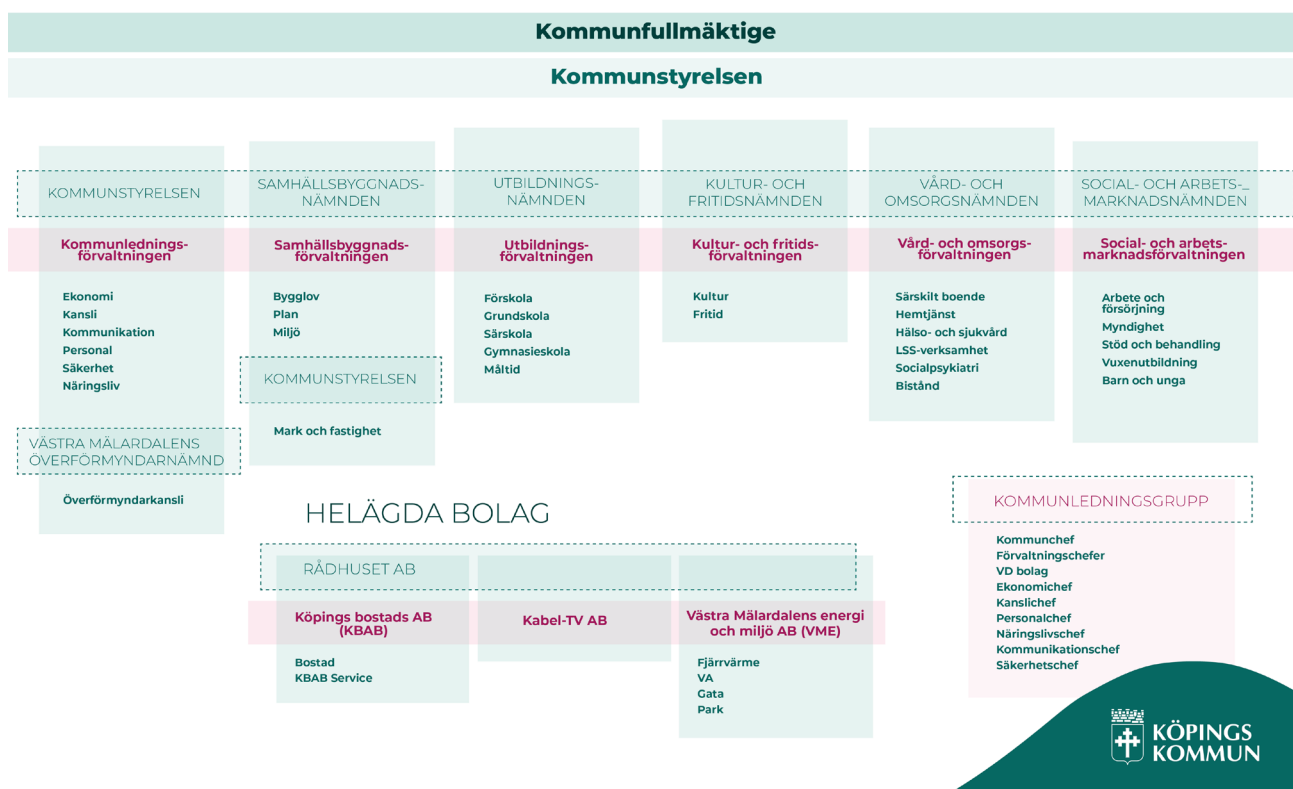 Kommunfullmäktige
Kommunstyrelsen
KOMMUNSTYRELSEN
Kommunlednings-
förvaltningen
Ekonomi
Kansli
Kommunikation
Personal
Säkerhet
Näringsliv
VÄSTRA MÄLARDALENS
ÖVERFÖRMYNDARNÄMND
Överförmyndarkansli
SAMHÄLLSBYGGNADS-
NÄMNDEN
Samhällsbyggnads-
förvaltningen
Bygglov
Plan
Miljö
KOMMUNSTYRELSEN
Mark och fastighet
UTBILDNINGS-
NÄMNDEN
Utbildnings-
förvaltningen
Förskola
Grundskola
Särskola
Gymnasieskola
Måltid
KULTUR- OCH
FRITIDSNÄMNDEN
Kultur- och fritids-
förvaltningen
Kultur
Fritid
VÅRD- OCH
OMSORGSNÄMNDEN
Vård- och omsorgs-
förvaltningen
Särskilt boende
Hemtjänst
Hälso- och sjukvård
LSS-verksamhet
Socialpsykiatri
Bistånd
SOCIAL- OCH ARBETS-_
MARKNADSNÄMNDEN
Social- och arbets-
marknadsförvaltningen
Arbete och
försörjning
Myndighet
Stöd och behandling
Vuxenutbildning
Barn och unga
HELÄGDA BOLAG
RÅDHUSET AB
Köpings bostads AB
(KBAB)
Bostad
KBAB Service
Kabel-TV AB
Västra Mälardalens energi
och miljö AB (VME)
Fjärrvärme
VA
Gata
Park
KOMMUNLEDNINGSGRUPP
Kommunchef
Förvaltningschefer
VD bolag
Ekonomichef
Kanslichef
Personalchef
Näringslivschef
Kommunikationschef
Säkerhetschef
KÖPINGS
KOMMUN